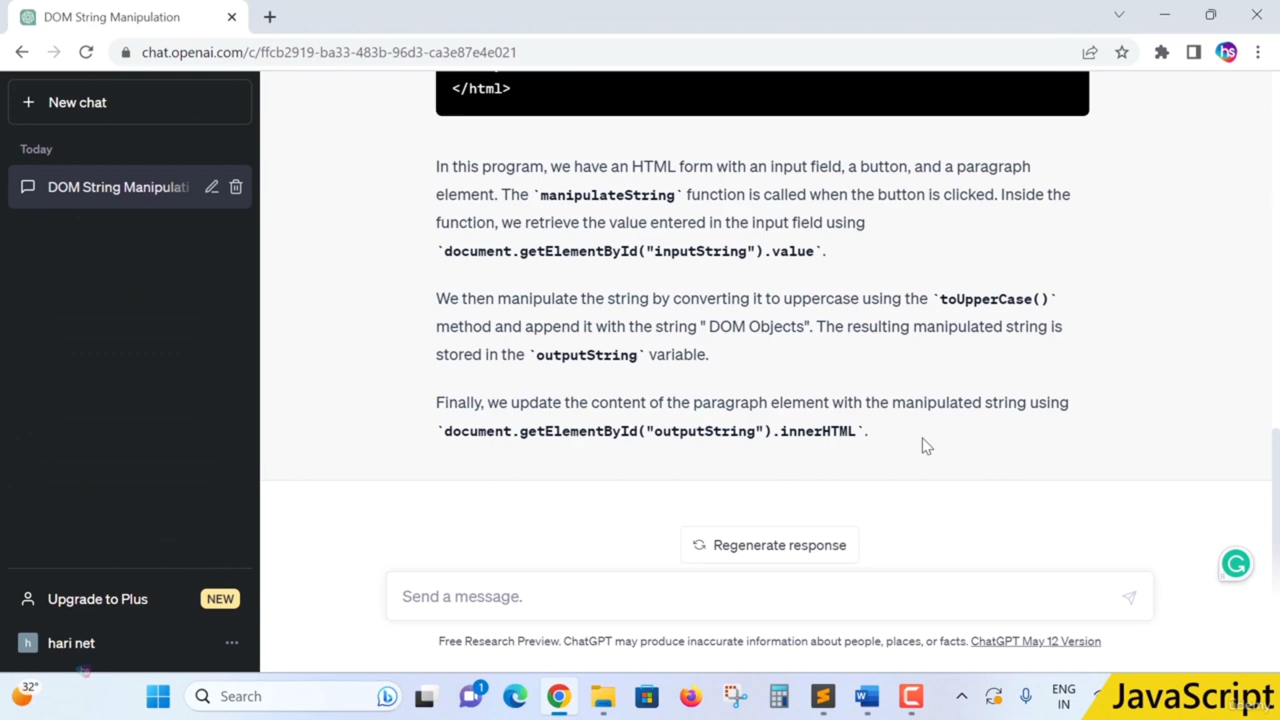 DOM String Manipulation
chat.openai.com/c/ffcb2919-ba33-483b-96d3-ca3e87e4e021
New chat
Today
DOM String Manipulati
</html>
In this program, we have an HTML form with an input field, a button, and a paragraph
element. The `manipulateString` function is called when the button is clicked. Inside the
function, we retrieve the value entered in the input field using
`document.getElementById("inputString").value`.
We then manipulate the string by converting it to uppercase using the `toUpperCase()`
method and append it with the string " DOM Objects". The resulting manipulated string is
stored in the `outputString` variable.
Finally, we update the content of the paragraph element with the manipulated string using
`document.getElementById("outputString").innerHTML`.
Regenerate response
Send a message.
Free Research Preview. ChatGPT may produce inaccurate information about people, places, or facts. ChatGPT May 12 Version
Upgrade to Plus NEW
h hari net
hs
32°
Search
1
ENG
IN
JavaScript
Udemy